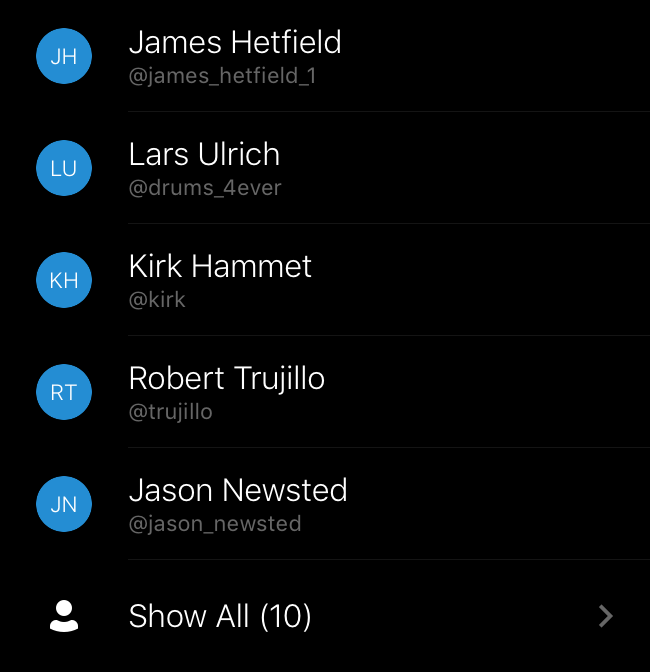 JH
James Hetfield
@james_hetfield_1
LU
Lars Ulrich
@drums_4ever
KH
Kirk Hammet
@kirk
RT
Robert Trujillo
@trujillo
JN
Jason Newsted
@jason_newsted
Show All (10)